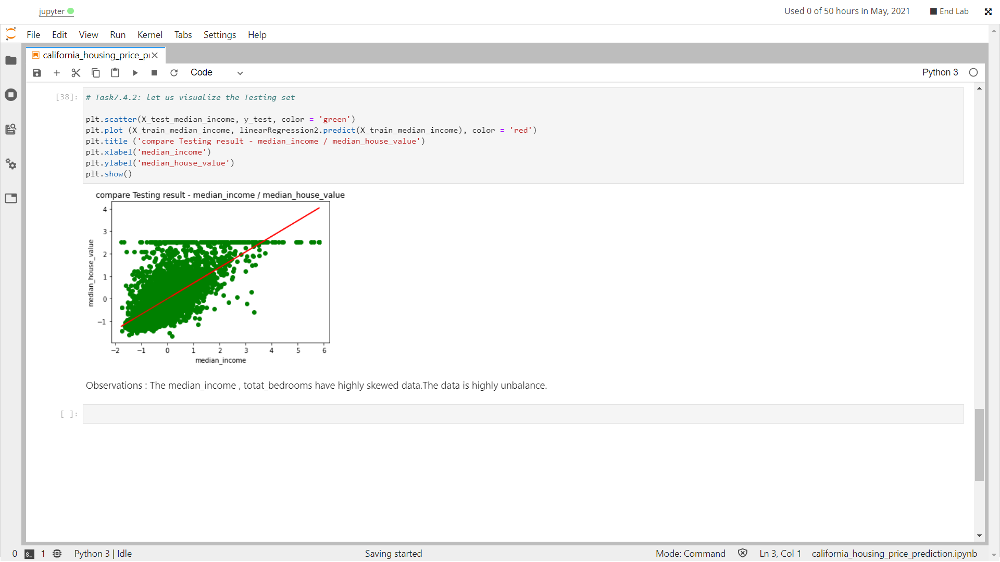 jupyter
Used 0 of 50 hours in May, 2021
End Lab
File Edit View Run Kernel Tabs Settings Help
california_housing_price_pr
Code
Python 3
[38]:
# Task7.4.2: let us visualize the Testing set
plt.scatter(X_test_median_income, y_test, color = 'green')
plt.plot (X_train_median_income, linearRegression2.predict(X_train_median_income), color = 'red')
plt.title ('compare Testing result - median_income / median_house_value')
plt.xlabel('median_income')
plt.ylabel('median_house_value')
plt.show()
compare Testing result - median_income / median_house_value
4
3
2
1
0
−1
median_house_value
−2 −1 0 1 2 3 4 5 6
median_income
Observations : The median_income , totat_bedrooms have highly skewed data.The data is highly unbalance.
[ ]:
0 $_ 1 Python 3 | Idle Saving started Mode: Command Ln 3, Col 1 california_housing_price_prediction.ipynb